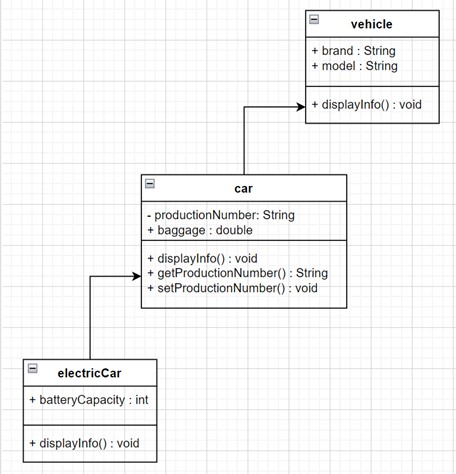 vehicle
+ brand : String
+ model : String
+ displayInfo() : void
car
- productionNumber: String
+ baggage : double
+ displayInfo() : void
+ getProductionNumber() : String
+ setProductionNumber() : void
electricCar
+ batteryCapacity : int
+ displayInfo() : void